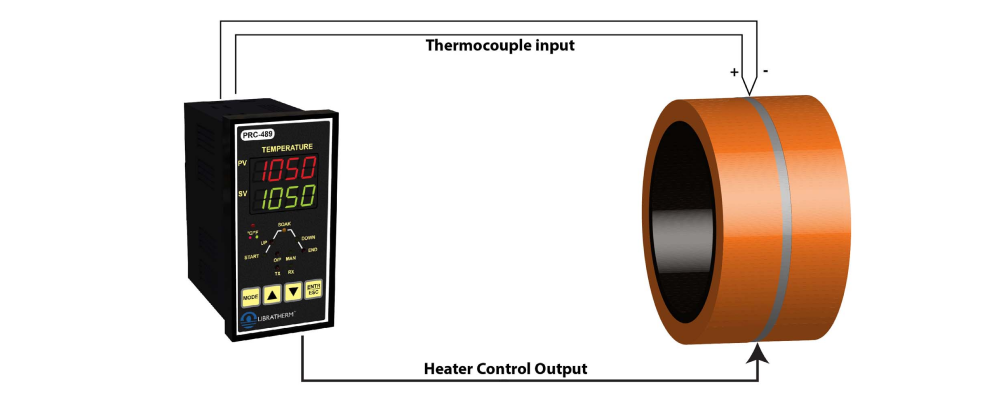 Thermocouple input
+ -
PRC-489
TEMPERATURE
PV 1050
SV 1050
SOAK
°C/°F
UP DOWN
START END
O/P MAN
TX RX
MODE ENTR
ESC
LIBRATHERM
Heater Control Output